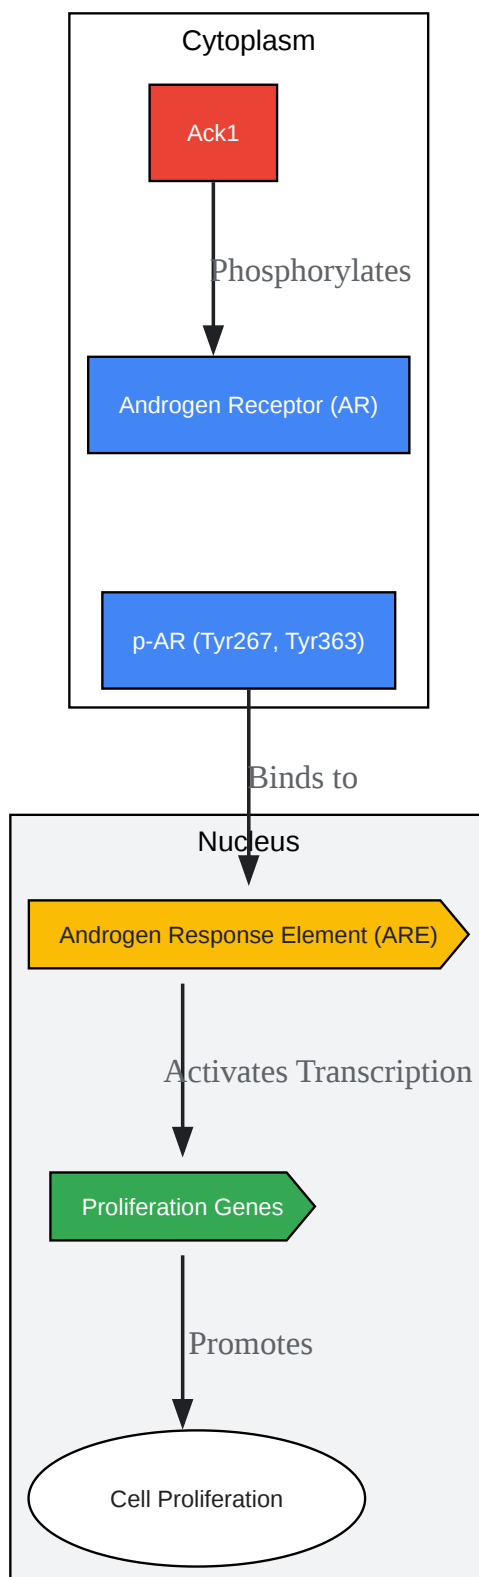 Cytoplasm
Ack1
Phosphorylates
Androgen Receptor (AR)
p-AR (Tyr267, Tyr363)
Binds to
Nucleus
Androgen Response Element (ARE)
Activates Transcription
Proliferation Genes
Promotes
Cell Proliferation